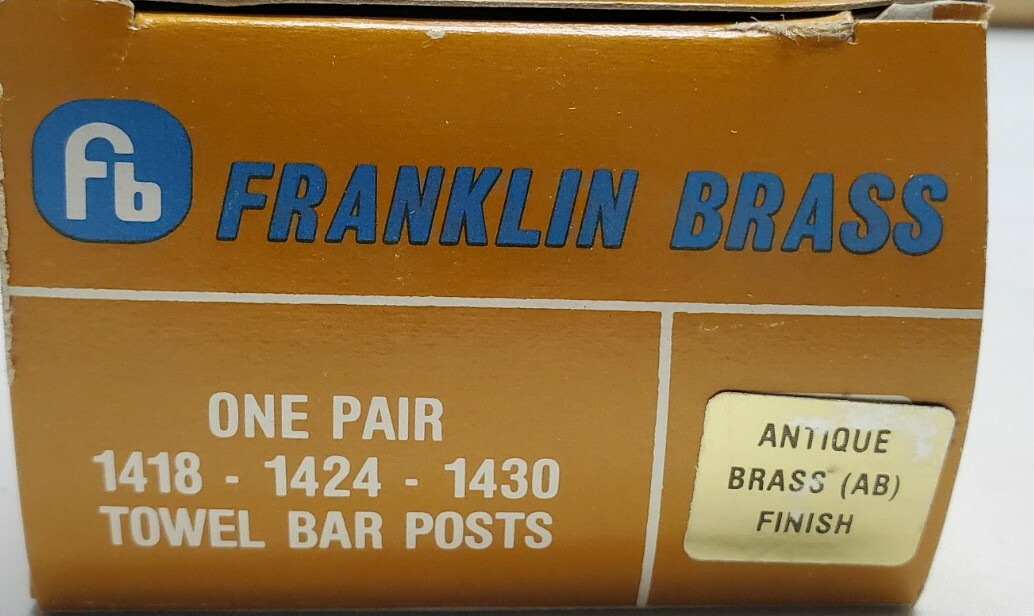 fb
FRANKLIN BRASS
ONE PAIR
1418 - 1424 - 1430
TOWEL BAR POSTS
ANTIQUE
BRASS (AB)
FINISH